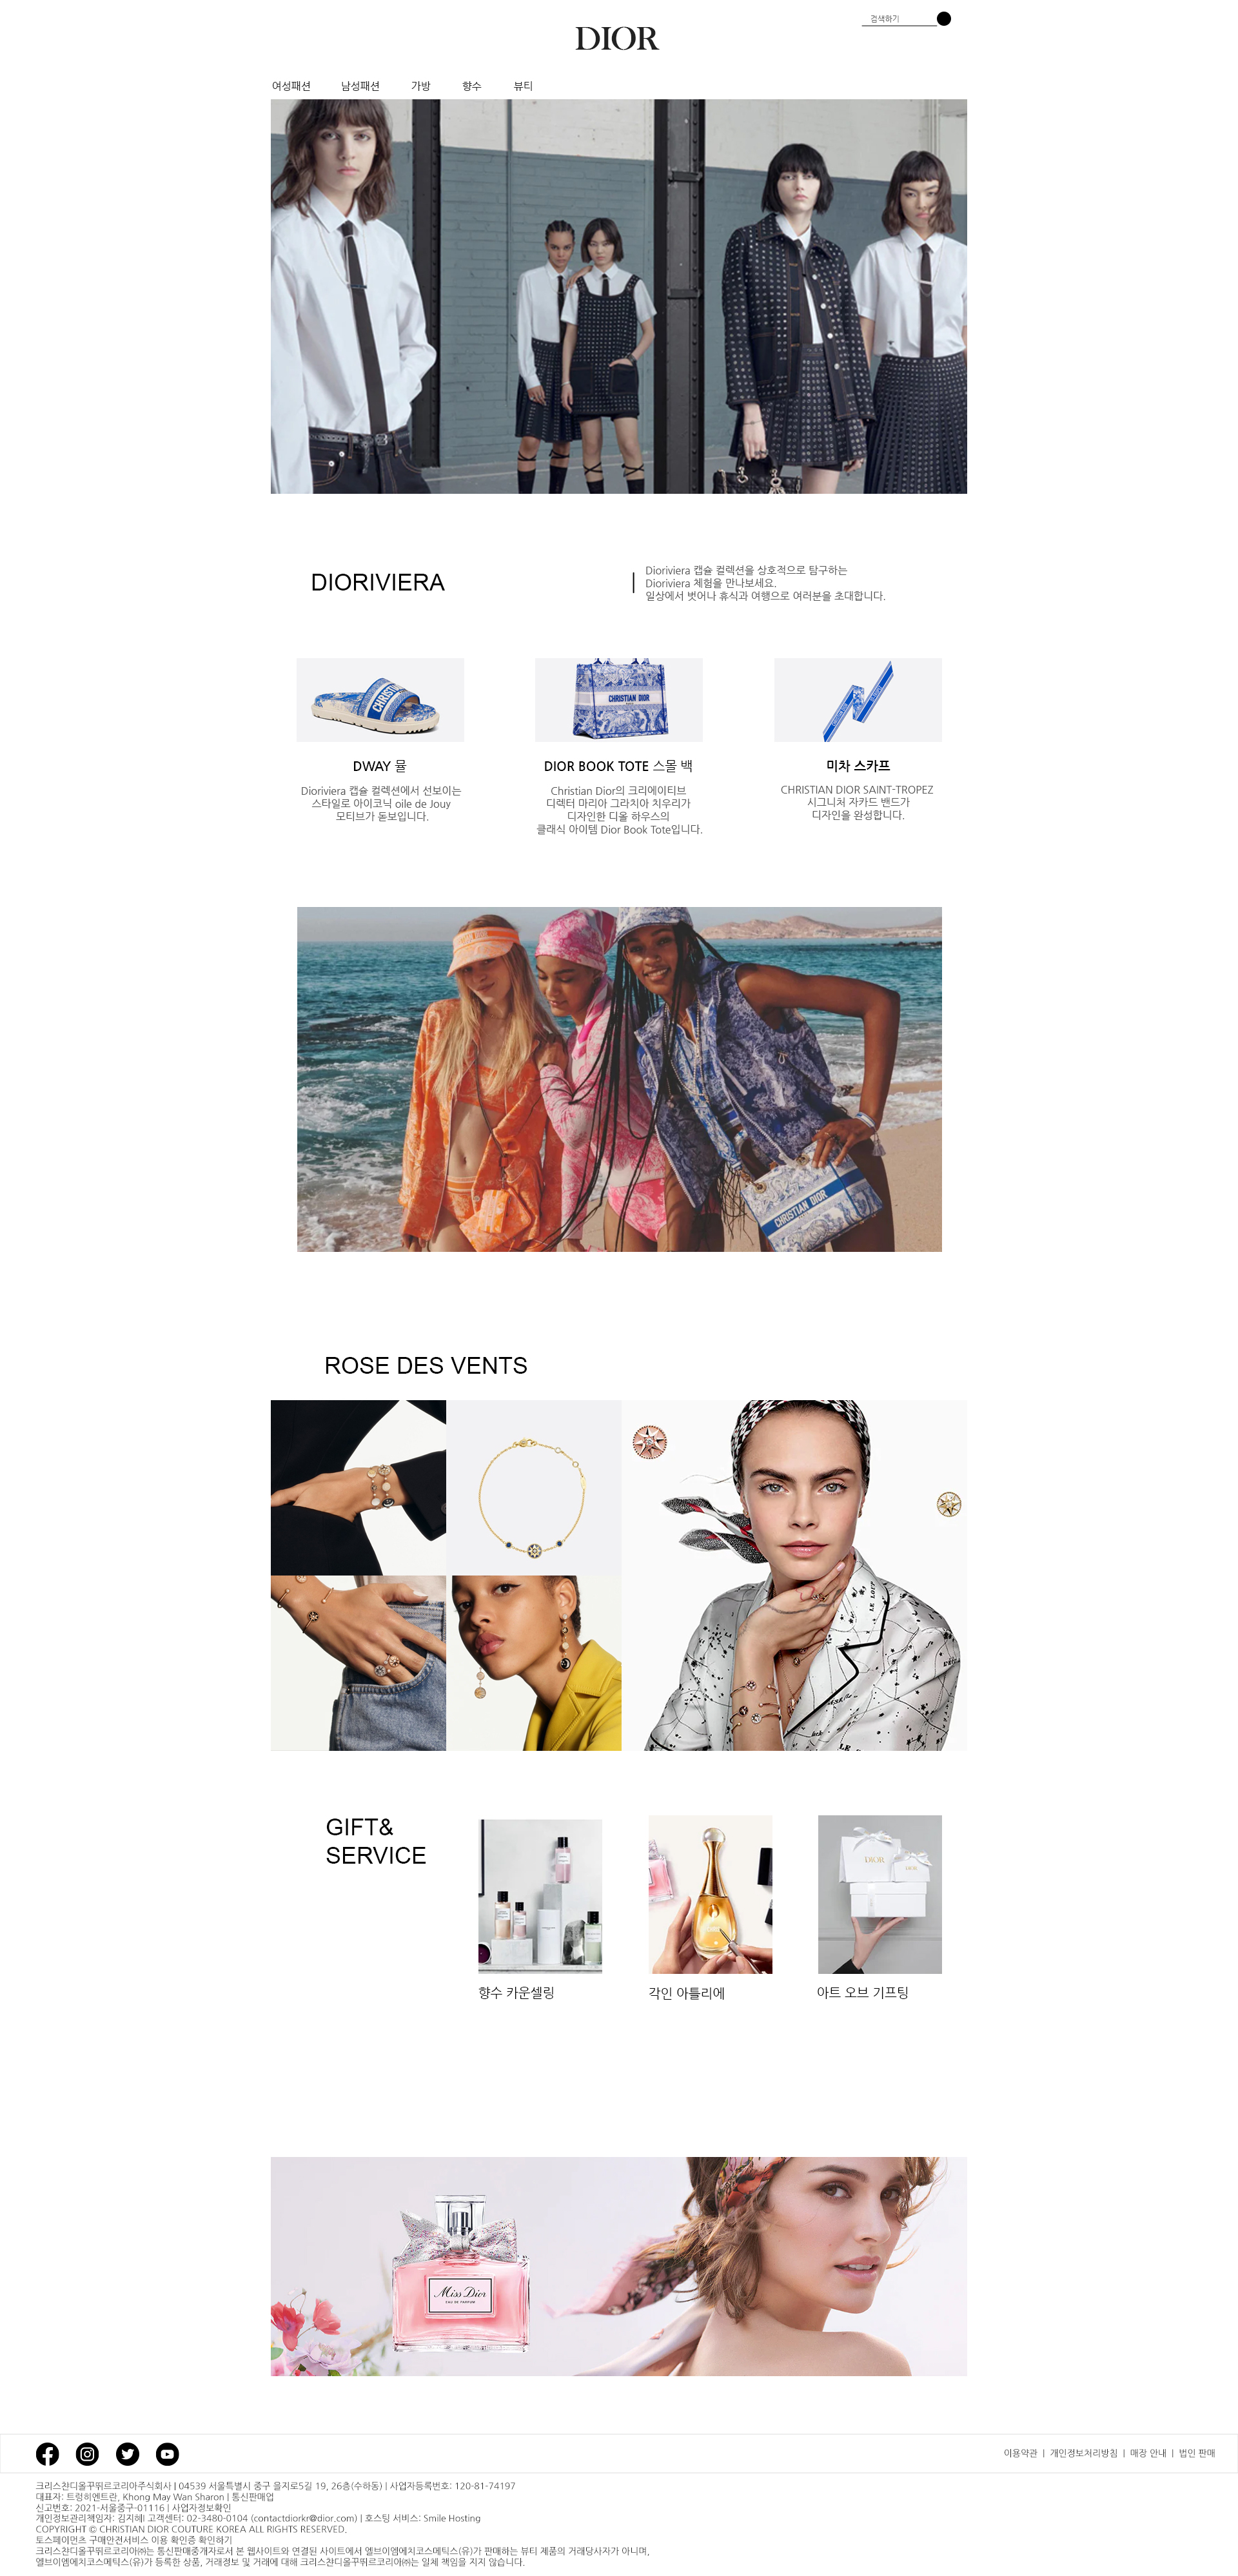 검색하기
DIOR
여성패션 남성패션 가방 향수 뷰티
DIORIVIERA
Dioriviera 캡슐 컬렉션을 상호적으로 탐구하는
Dioriviera 체험을 만나보세요.
일상에서 벗어나 휴식과 여행으로 여러분을 초대합니다.
CHRISTIAN DIOR
DWAY 뮬
Dioriviera 캡슐 컬렉션에서 선보이는
스타일로 아이코닉 oile de Jouy
모티브가 돋보입니다.
DIOR BOOK TOTE 스몰 백
Christian Dior의 크리에이티브
디렉터 마리아 그라치아 치우리가
디자인한 디올 하우스의
클래식 아이템 Dior Book Tote입니다.
미차 스카프
CHRISTIAN DIOR SAINT-TROPEZ
시그니처 자카드 밴드가
디자인을 완성합니다.
CHRISTIAN DIOR
ROSE DES VENTS
LE LOUP
GIFT&
SERVICE
DIOR
DIOR
향수 카운셀링
각인 아틀리에
아트 오브 기프팅
Miss Dior
EAU DE PARFUM
이용약관 | 개인정보처리방침 | 매장 안내 | 법인 판매
크리스챤디올꾸뛰르코리아주식회사 | 04539 서울특별시 중구 을지로5길 19, 26층(수하동) | 사업자등록번호: 120-81-74197
대표자: 트렁히엔트란, Khong May Wan Sharon | 통신판매업
신고번호: 2021-서울중구-01116 | 사업자정보확인
개인정보관리책임자: 김지혜| 고객센터: 02-3480-0104 (contactdiorkr@dior.com) | 호스팅 서비스: Smile Hosting
COPYRIGHT © CHRISTIAN DIOR COUTURE KOREA ALL RIGHTS RESERVED.
토스페이먼츠 구매안전서비스 이용 확인증 확인하기
크리스챤디올꾸뛰르코리아㈜는 통신판매중개자로서 본 웹사이트와 연결된 사이트에서 엘브이엠에치코스메틱스(유)가 판매하는 뷰티 제품의 거래당사자가 아니며,
엘브이엠에치코스메틱스(유)가 등록한 상품, 거래정보 및 거래에 대해 크리스챤디올꾸뛰르코리아㈜는 일체 책임을 지지 않습니다.